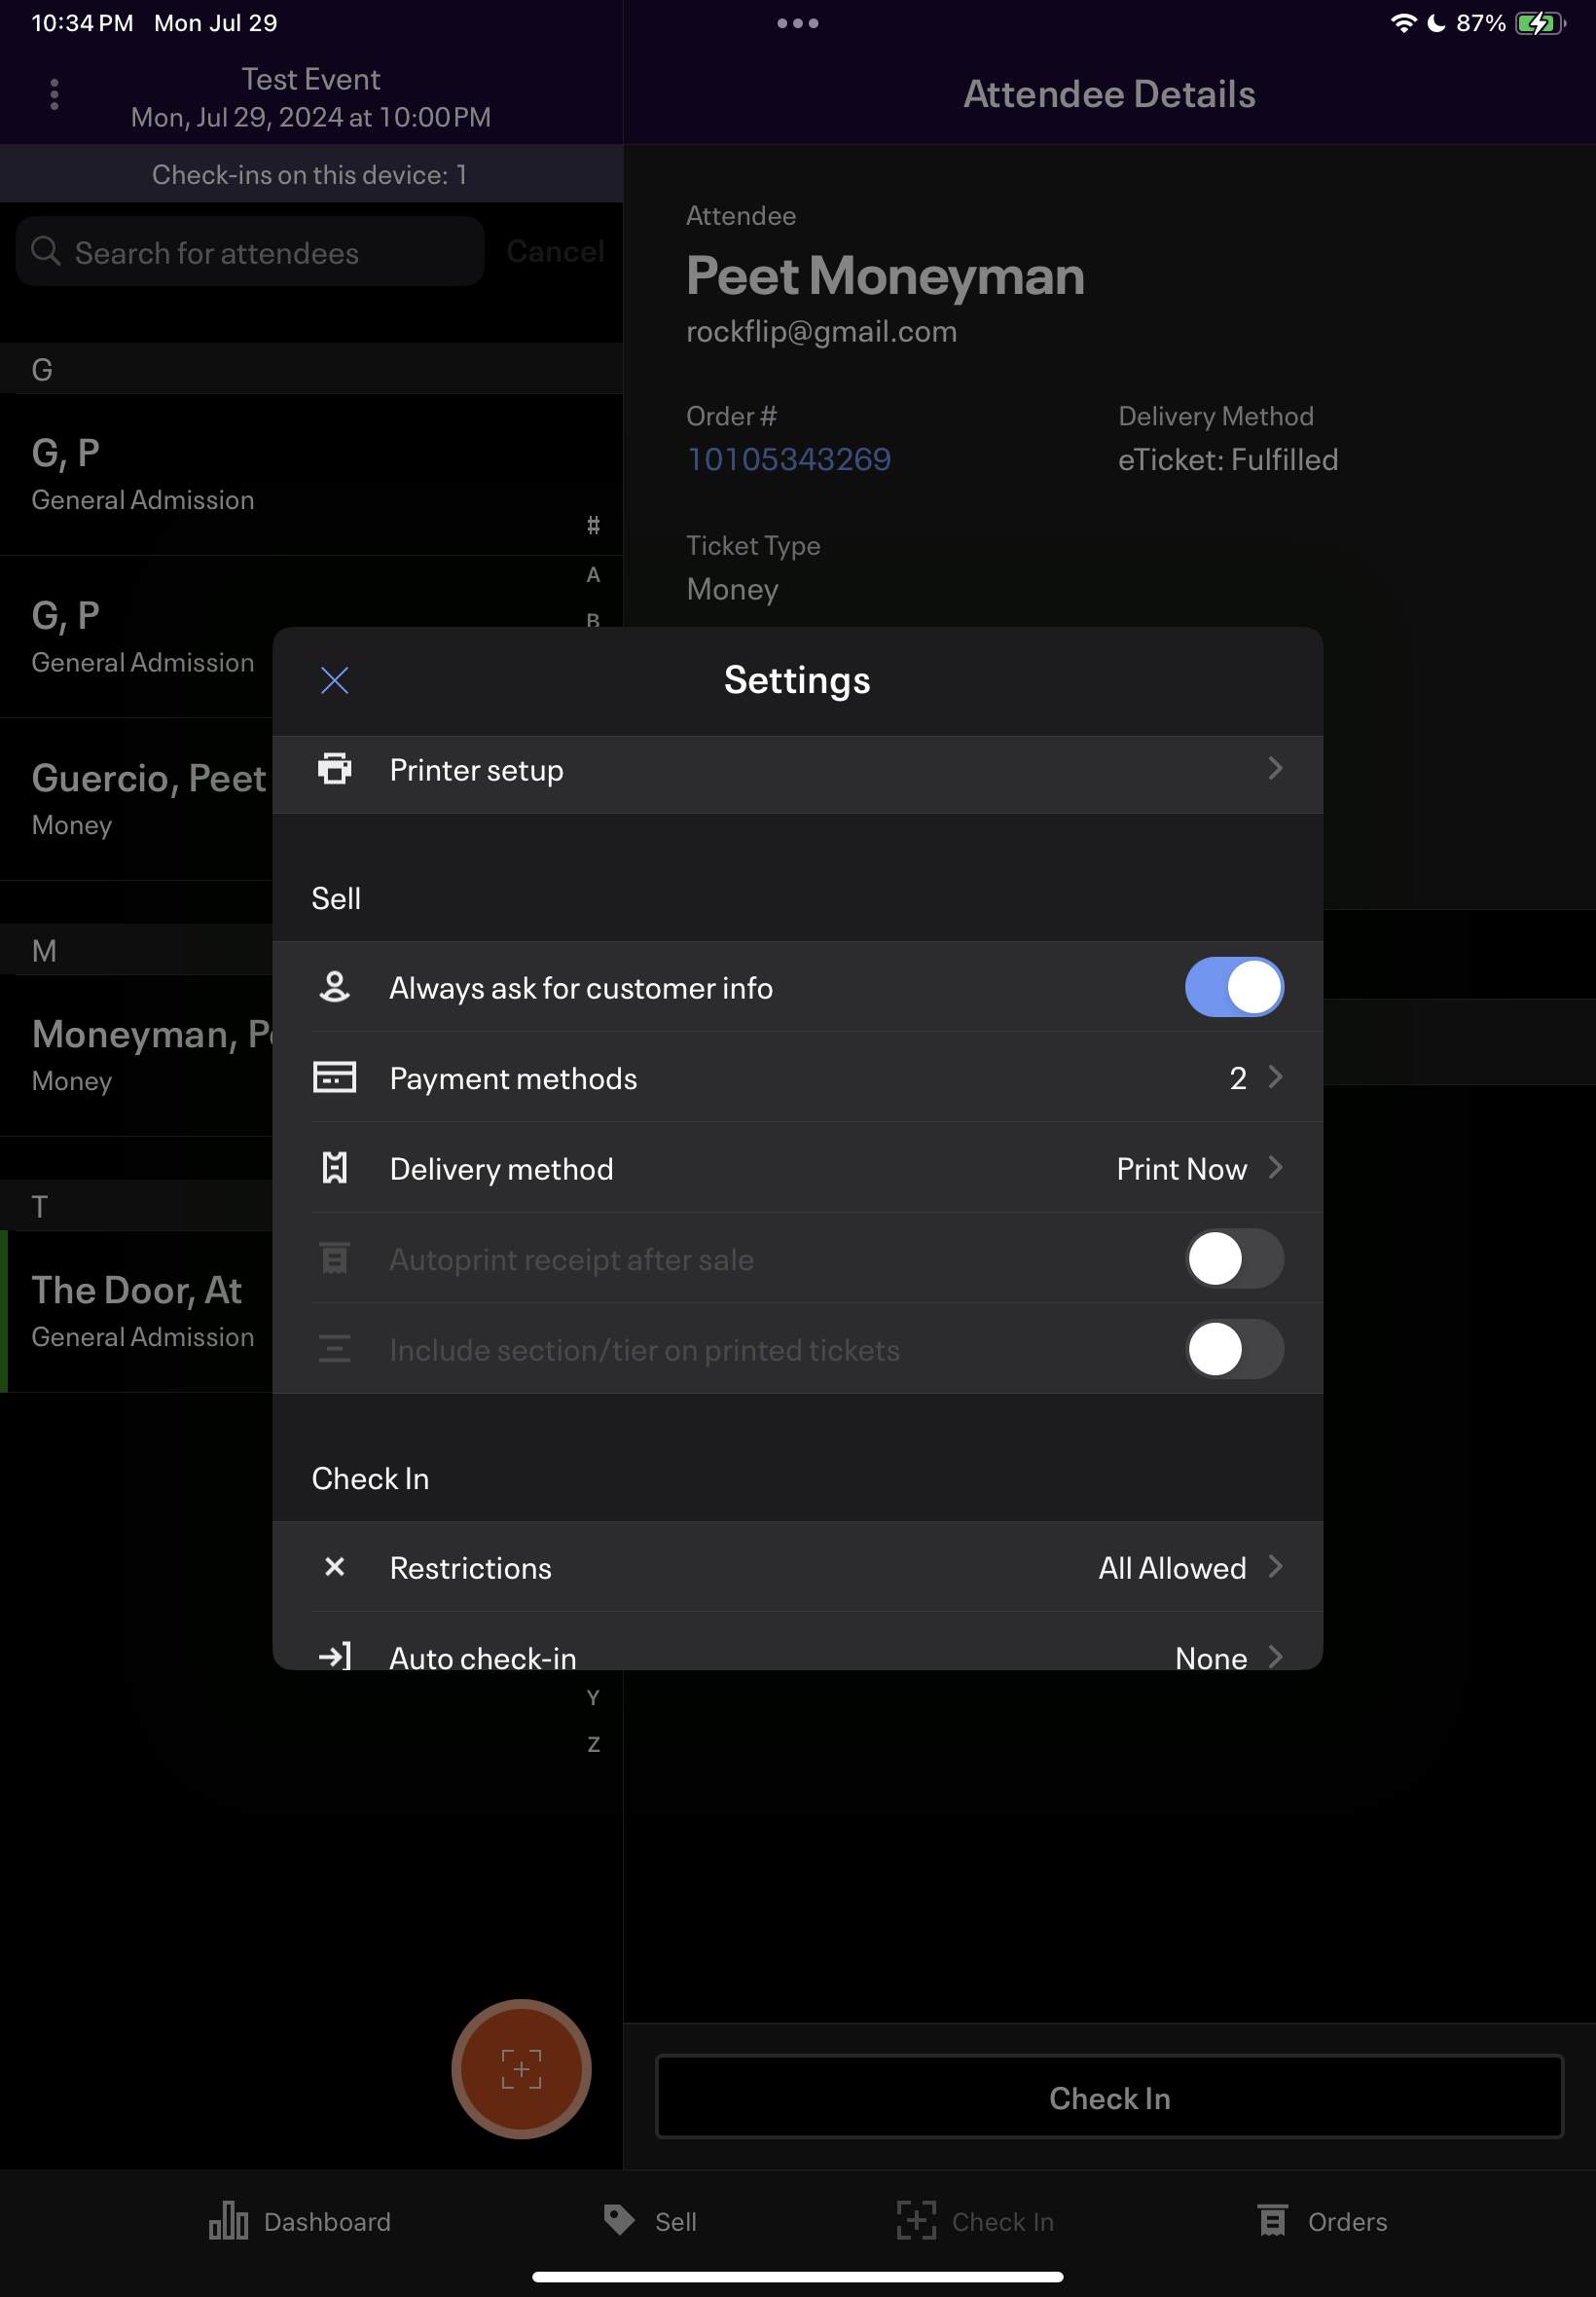 10:34 PM Mon Jul 29
87%
Test Event
Mon, Jul 29, 2024 at 10:00 PM
Check-ins on this device: 1
Search for attendees
Cancel
G
G, P
General Admission
G, P
General Admission
Guercio, Peet
Money
M
Moneyman, Pe
Money
T
The Door, At
General Admission
#
A
B
Y
Z
Attendee Details
Attendee
Peet Moneyman
rockflip@gmail.com
Order #
10105343269
Delivery Method
eTicket: Fulfilled
Ticket Type
Money
Settings
Printer setup
Sell
Always ask for customer info
Payment methods 2
Delivery method Print Now
Autoprint receipt after sale
Include section/tier on printed tickets
Check In
Restrictions All Allowed
Auto check-in None
Check In
Dashboard
Sell
Check In
Orders